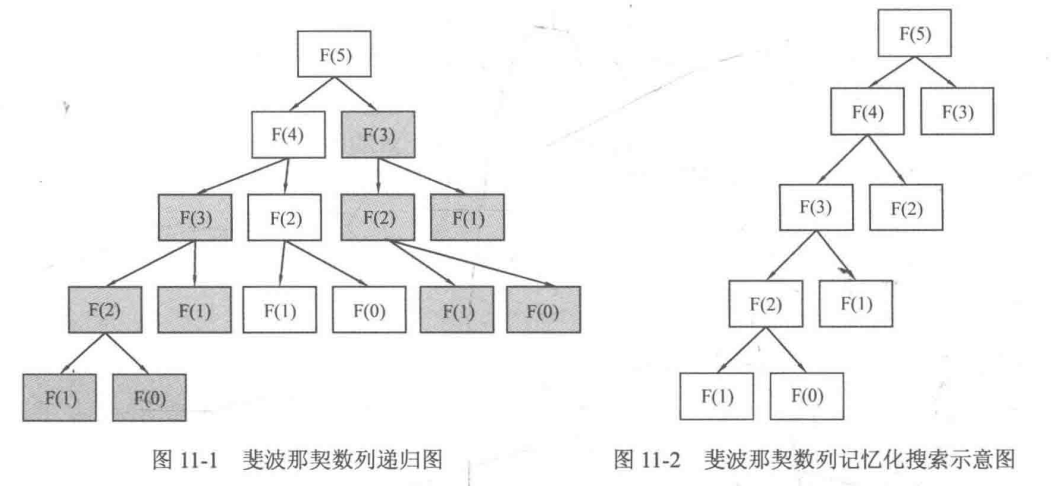 F(5)
F(4) F(3)
F(3) F(2) F(2) F(1)
F(2) F(1) F(1) F(0) F(1) F(0)
F(1) F(0)
图 11-1 斐波那契数列递归图
F(5)
F(4) F(3)
F(3) F(2)
F(2) F(1)
F(1) F(0)
图 11-2 斐波那契数列记忆化搜索示意图